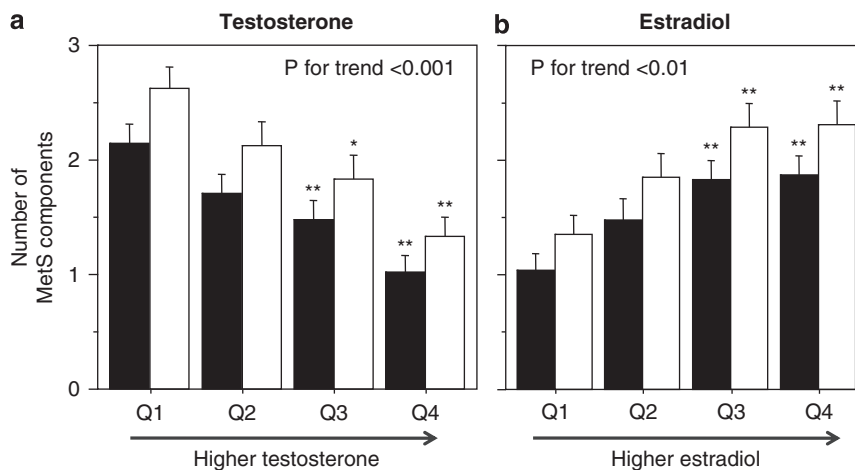 a
Testosterone
3
2
1
0
Number of
MetS components
P for trend <0.001
** * ** **
Q1 Q2 Q3 Q4
Higher testosterone
b
Estradiol
P for trend <0.01
** ** ** **
Q1 Q2 Q3 Q4
Higher estradiol